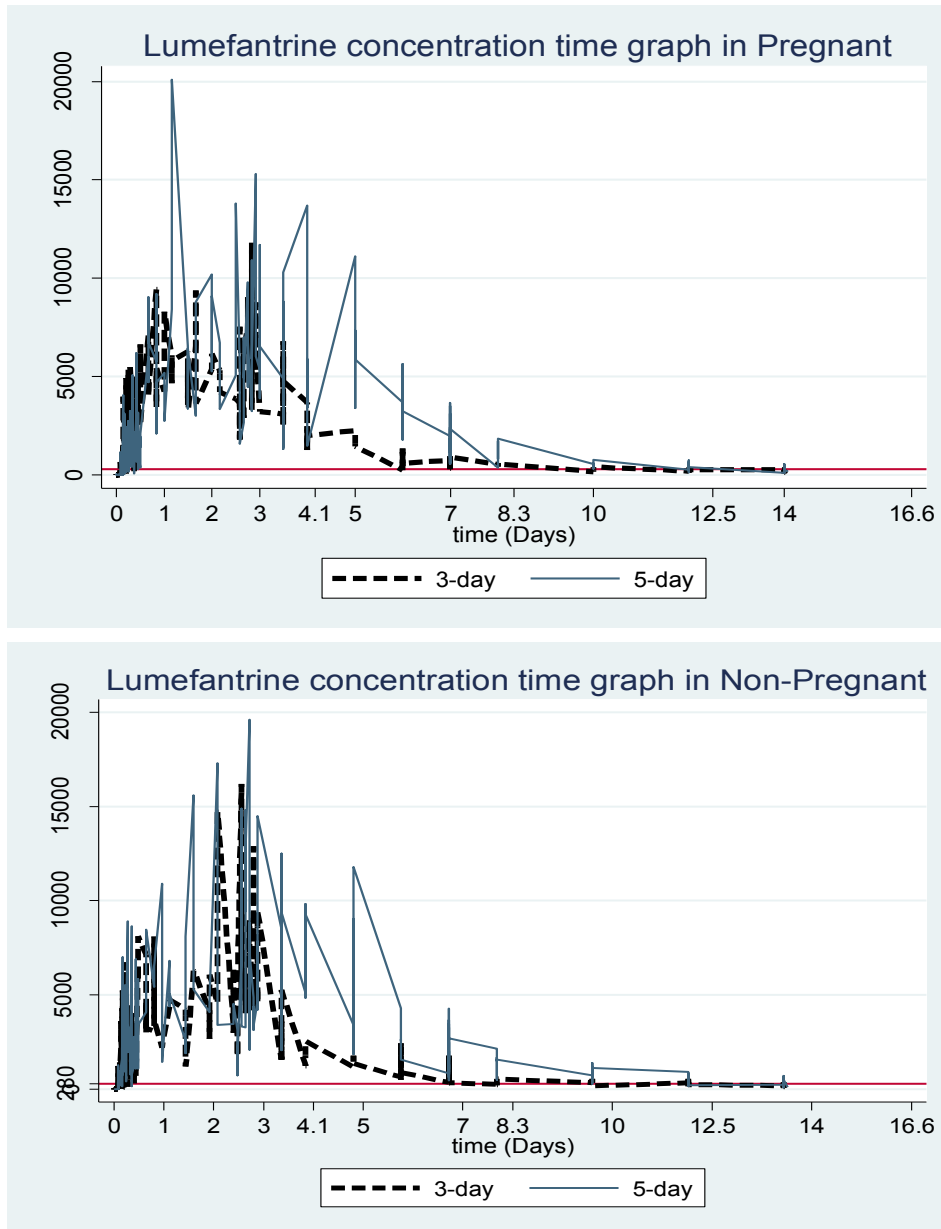 Lumefantrine concentration time graph in Pregnant
20000
15000
10000
5000
0
0 1 2 3 4.1 5 7 8.3 10 12.5 14 16.6
time (Days)
3-day 5-day
Lumefantrine concentration time graph in Non-Pregnant
20000
15000
10000
5000
280
0
0 1 2 3 4.1 5 7 8.3 10 12.5 14 16.6
time (Days)
3-day 5-day